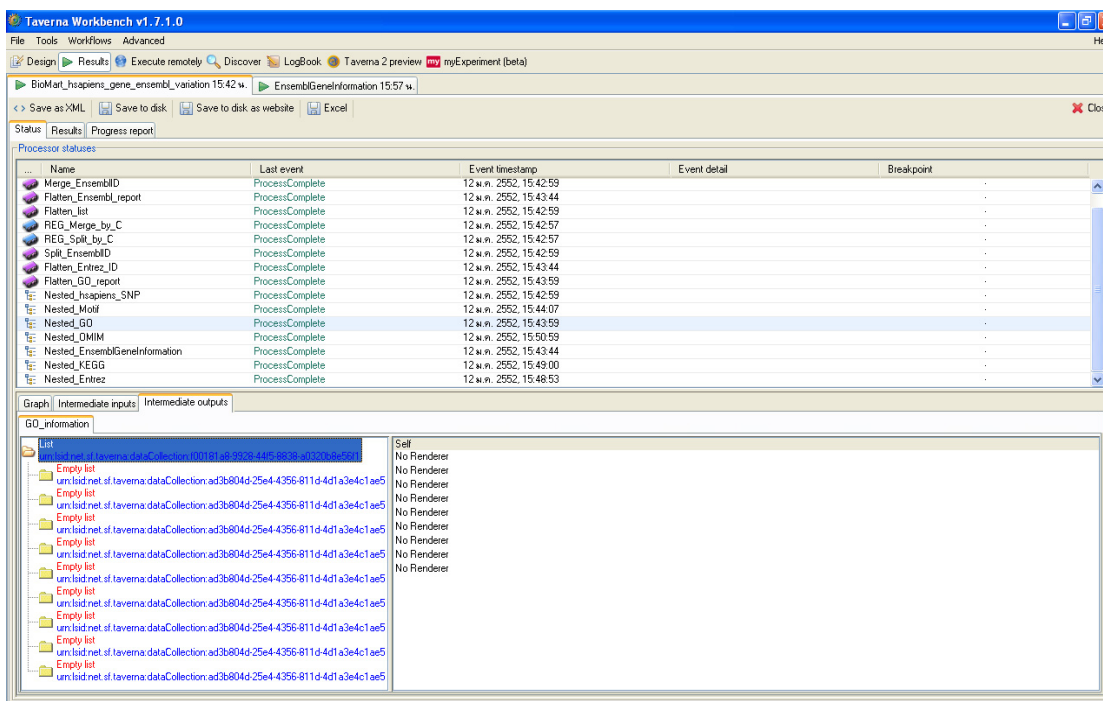 Taverna Workbench v1.7.1.0
File Tools Workflows Advanced He
Design Results Execute remotely Discover LogBook Taverna 2 preview my myExperiment (beta)
BioMart_hsapiens_gene_ensembl_variation 15:42 น. EnsemblGeneInformation 15:57 น.
<> Save as XML Save to disk Save to disk as website Excel Clos
Status Results Progress report
Processor statuses
... Name Last event Event timestamp Event detail Breakpoint
Merge_EnsemblID ProcessComplete 12 ม.ค. 2552, 15:42:59 -
Flatten_Ensembl_report ProcessComplete 12 ม.ค. 2552, 15:43:44 -
Flatten_list ProcessComplete 12 ม.ค. 2552, 15:42:59 -
REG_Merge_by_C ProcessComplete 12 ม.ค. 2552, 15:42:57 -
REG_Split_by_C ProcessComplete 12 ม.ค. 2552, 15:42:57 -
Split_EnsemblID ProcessComplete 12 ม.ค. 2552, 15:42:59 -
Flatten_Entrez_ID ProcessComplete 12 ม.ค. 2552, 15:43:44 -
Flatten_GO_report ProcessComplete 12 ม.ค. 2552, 15:43:59 -
Nested_hsapiens_SNP ProcessComplete 12 ม.ค. 2552, 15:42:59 -
Nested_Motif ProcessComplete 12 ม.ค. 2552, 15:44:07 -
Nested_GO ProcessComplete 12 ม.ค. 2552, 15:43:59 -
Nested_OMIM ProcessComplete 12 ม.ค. 2552, 15:50:59 -
Nested_EnsemblGeneInformation ProcessComplete 12 ม.ค. 2552, 15:43:44 -
Nested_KEGG ProcessComplete 12 ม.ค. 2552, 15:49:00 -
Nested_Entrez ProcessComplete 12 ม.ค. 2552, 15:48:53 -
Graph Intermediate inputs Intermediate outputs
GO_information
List
urn:lsid:net.sf.taverna:dataCollection:f00181a8-9928-44f5-8838-a0320b8e56f1
Empty list
urn:lsid:net.sf.taverna:dataCollection:ad3b804d-25e4-4356-811d-4d1a3e4c1ae5
Empty list
urn:lsid:net.sf.taverna:dataCollection:ad3b804d-25e4-4356-811d-4d1a3e4c1ae5
Empty list
urn:lsid:net.sf.taverna:dataCollection:ad3b804d-25e4-4356-811d-4d1a3e4c1ae5
Empty list
urn:lsid:net.sf.taverna:dataCollection:ad3b804d-25e4-4356-811d-4d1a3e4c1ae5
Empty list
urn:lsid:net.sf.taverna:dataCollection:ad3b804d-25e4-4356-811d-4d1a3e4c1ae5
Empty list
urn:lsid:net.sf.taverna:dataCollection:ad3b804d-25e4-4356-811d-4d1a3e4c1ae5
Empty list
urn:lsid:net.sf.taverna:dataCollection:ad3b804d-25e4-4356-811d-4d1a3e4c1ae5
Empty list
urn:lsid:net.sf.taverna:dataCollection:ad3b804d-25e4-4356-811d-4d1a3e4c1ae5
Empty list
urn:lsid:net.sf.taverna:dataCollection:ad3b804d-25e4-4356-811d-4d1a3e4c1ae5
Self
No Renderer
No Renderer
No Renderer
No Renderer
No Renderer
No Renderer
No Renderer
No Renderer
No Renderer